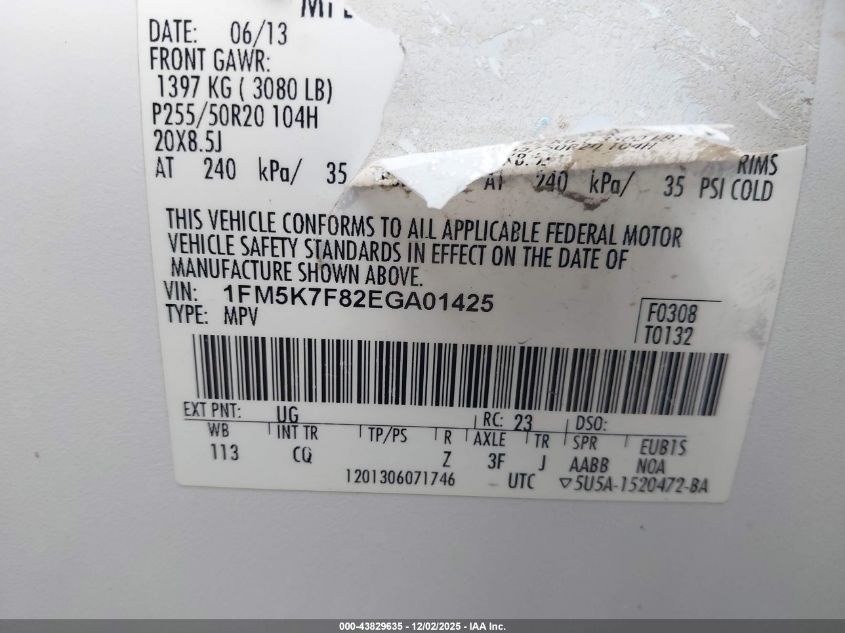 DATE: 06/13
FRONT GAWR:
1397 KG ( 3080 LB)
P255/50R20 104H
20X8.5J
AT 240 kPa/ 35
50R20 104H
RIMS
AT 240 kPa/ 35 PSI COLD
THIS VEHICLE CONFORMS TO ALL APPLICABLE FEDERAL MOTOR
VEHICLE SAFETY STANDARDS IN EFFECT ON THE DATE OF
MANUFACTURE SHOWN ABOVE.
VIN: 1FM5K7F82EGA01425
TYPE: MPV
F0308
T0132
EXT PNT: UG RC: 23 DSO:
WB INT TR TP/PS R AXLE TR SPR EUB1S
113 CQ Z 3F J AABB NOA
1201306071746 UTC ▽5U5A-1520472-BA
000-43829635 - 12/02/2025 - IAA Inc.